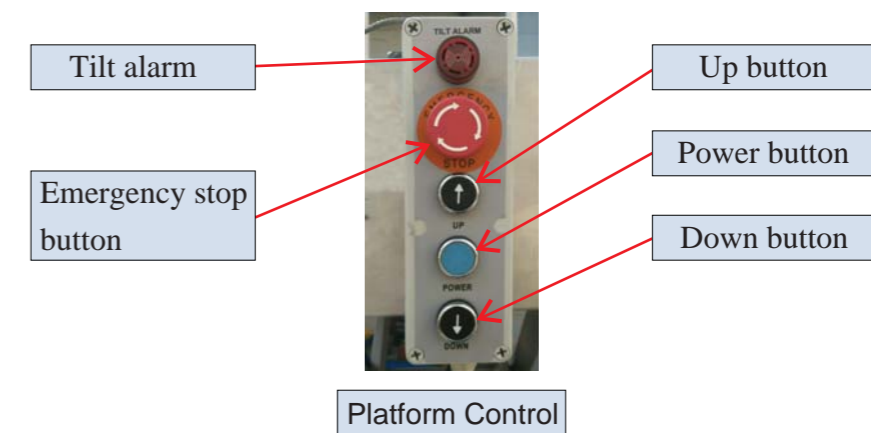 Tilt alarm
Emergency stop
button
TILT ALARM
EMERGENCY
STOP
UP
POWER
DOWN
Up button
Power button
Down button
Platform Control